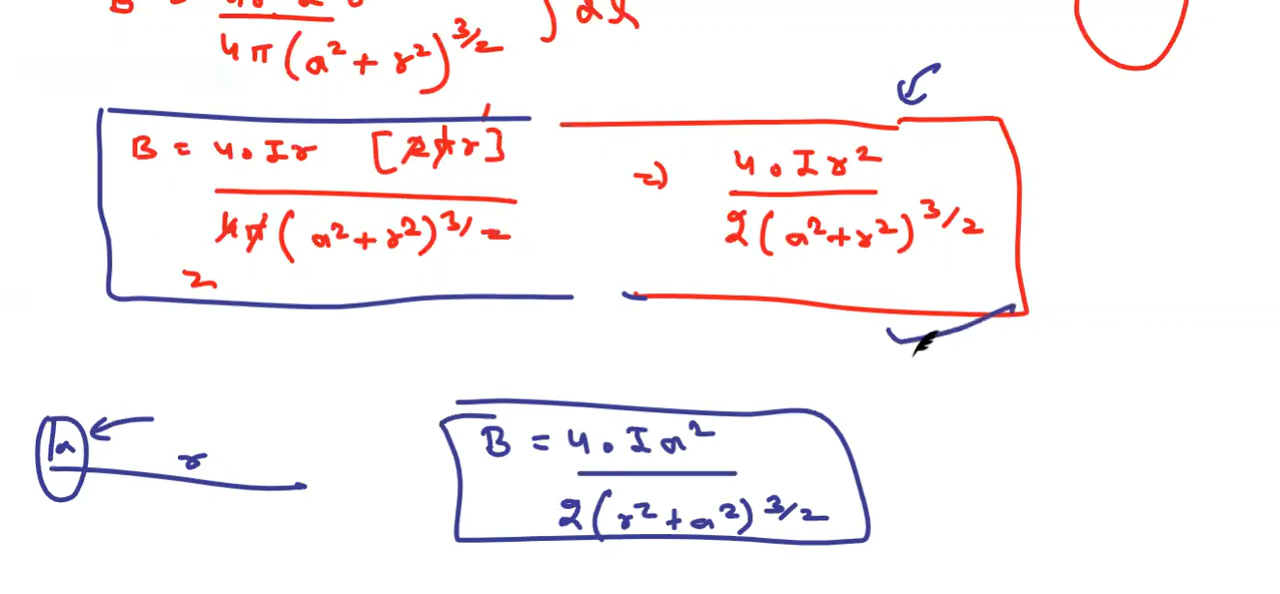 4π(a² + r²)^3/2 ∫ dl
B = μ₀Ir [2πr] / 4π(a² + r²)^3/2 ⇒ μ₀Ir² / 2(a² + r²)^3/2
2
a r
B = μ₀Ia² / 2(r² + a²)^3/2